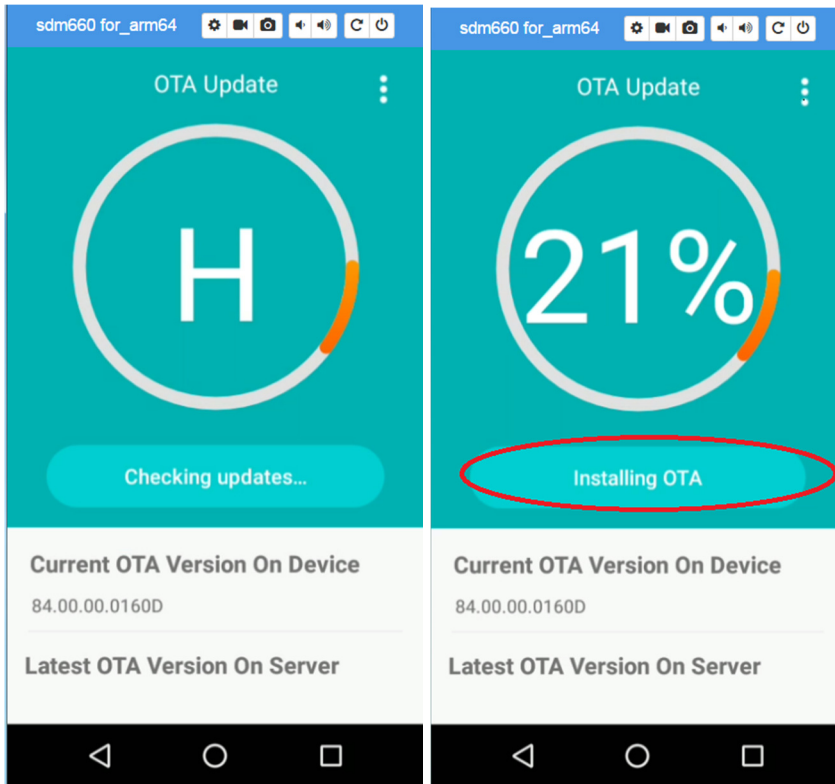 sdm660 for_arm64
OTA Update
H
Checking updates...
Current OTA Version On Device
84.00.00.0160D
Latest OTA Version On Server
sdm660 for_arm64
OTA Update
21%
Installing OTA
Current OTA Version On Device
84.00.00.0160D
Latest OTA Version On Server